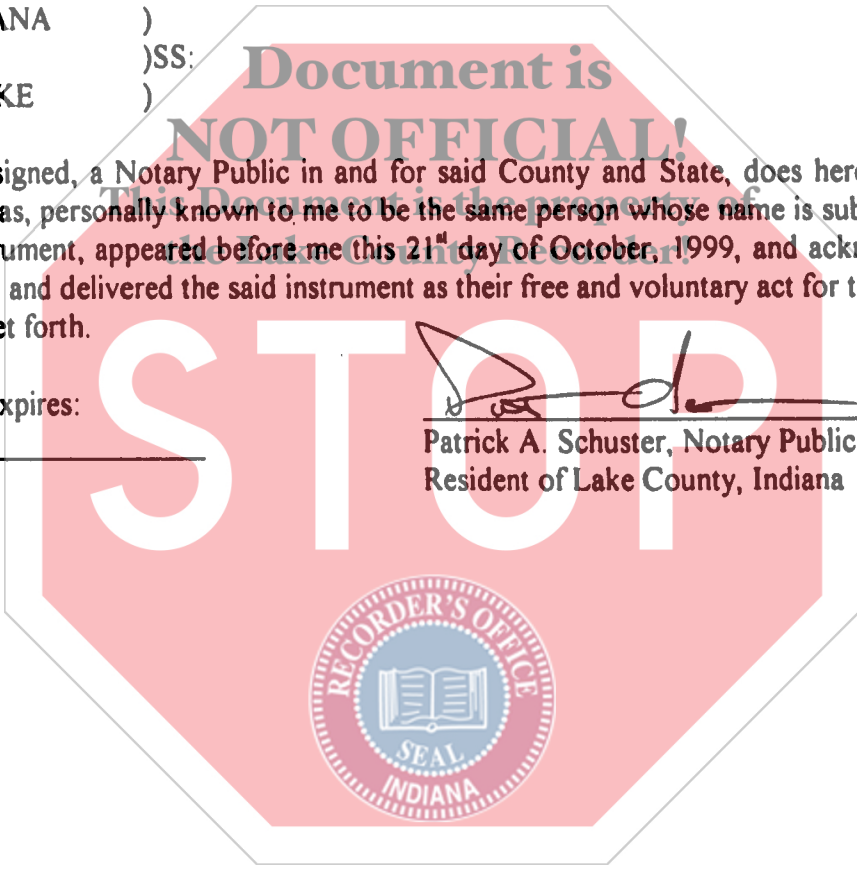 ANA )
)SS:
KE )
Document is
NOT OFFICIAL!
This Document is the property of
the Lake County Recorder!
signed, a Notary Public in and for said County and State, does here
as, personally known to me to be the same person whose name is sub
ument, appeared before me this 21st day of October, 1999, and ackn
and delivered the said instrument as their free and voluntary act for t
et forth.
xpires:
Patrick A. Schuster, Notary Public
Resident of Lake County, Indiana
STOP
RECORDER'S OFFICE
SEAL
INDIANA